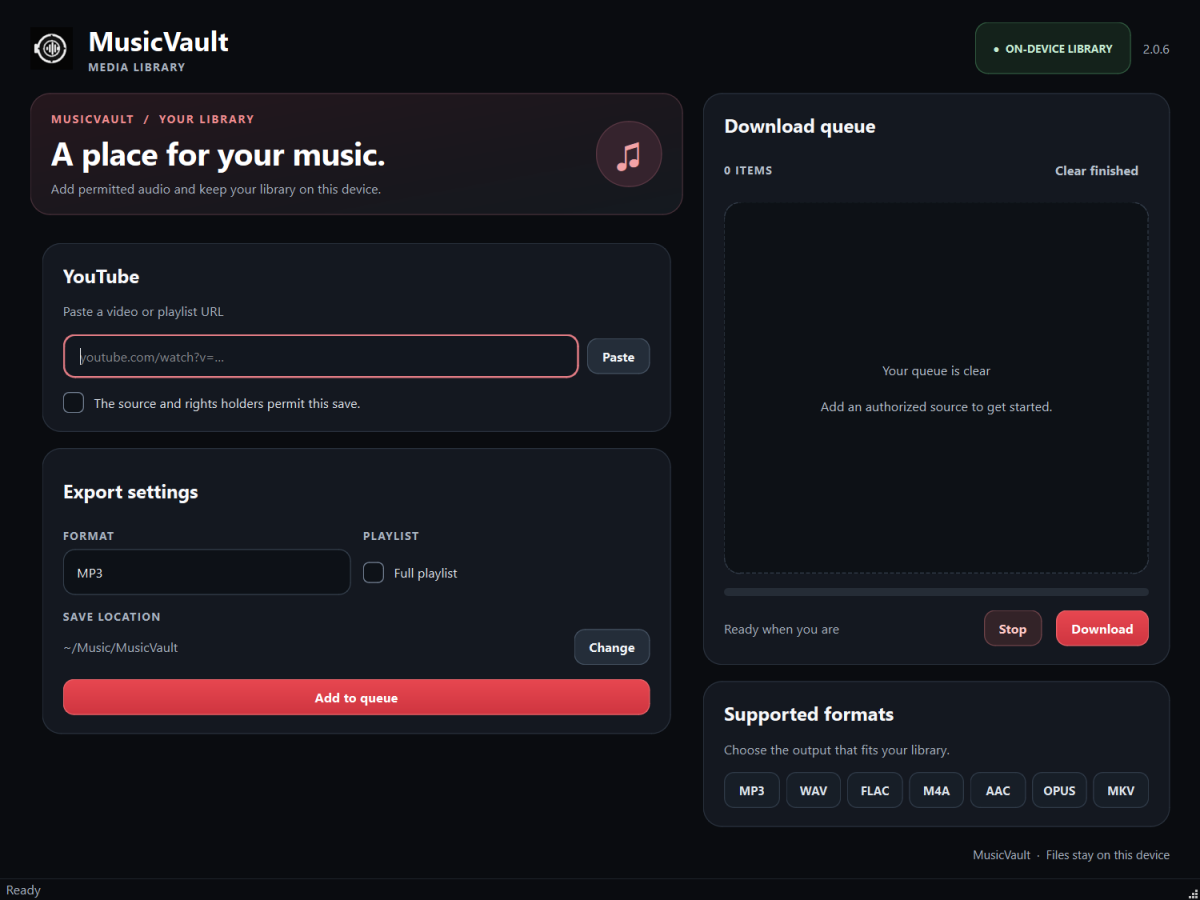 MusicVault
MEDIA LIBRARY
● ON-DEVICE LIBRARY
2.0.6
MUSICVAULT / YOUR LIBRARY
A place for your music.
Add permitted audio and keep your library on this device.
YouTube
Paste a video or playlist URL
youtube.com/watch?v=...
Paste
The source and rights holders permit this save.
Export settings
FORMAT
PLAYLIST
MP3
Full playlist
SAVE LOCATION
~/Music/MusicVault
Change
Add to queue
Download queue
0 ITEMS
Clear finished
Your queue is clear
Add an authorized source to get started.
Ready when you are
Stop
Download
Supported formats
Choose the output that fits your library.
MP3
WAV
FLAC
M4A
AAC
OPUS
MKV
MusicVault · Files stay on this device
Ready